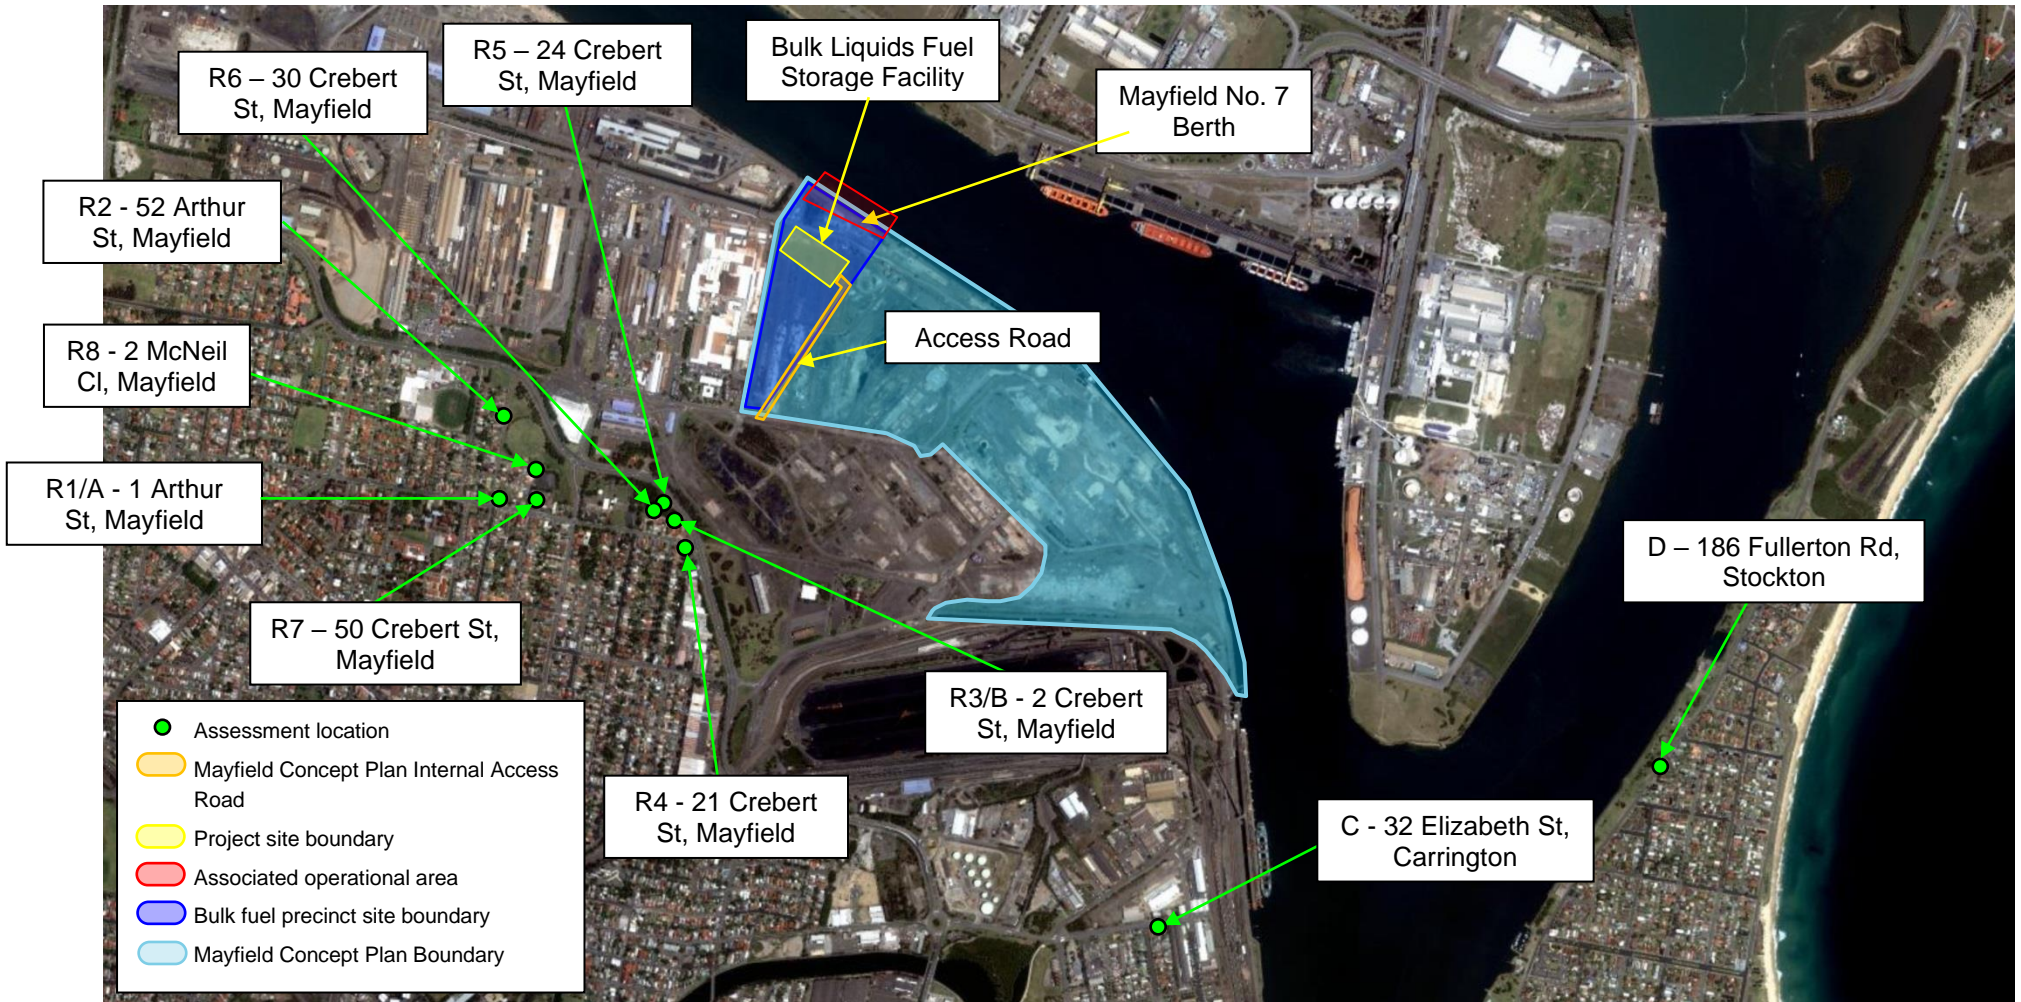 R5 – 24 Crebert
St, Mayfield
Bulk Liquids Fuel
Storage Facility
R6 – 30 Crebert
St, Mayfield
Mayfield No. 7
Berth
R2 - 52 Arthur
St, Mayfield
Access Road
R8 - 2 McNeil
Cl, Mayfield
R1/A - 1 Arthur
St, Mayfield
D – 186 Fullerton Rd,
Stockton
R7 – 50 Crebert St,
Mayfield
R3/B - 2 Crebert
St, Mayfield
R4 - 21 Crebert
St, Mayfield
C - 32 Elizabeth St,
Carrington
Assessment location
Mayfield Concept Plan Internal Access
Road
Project site boundary
Associated operational area
Bulk fuel precinct site boundary
Mayfield Concept Plan Boundary